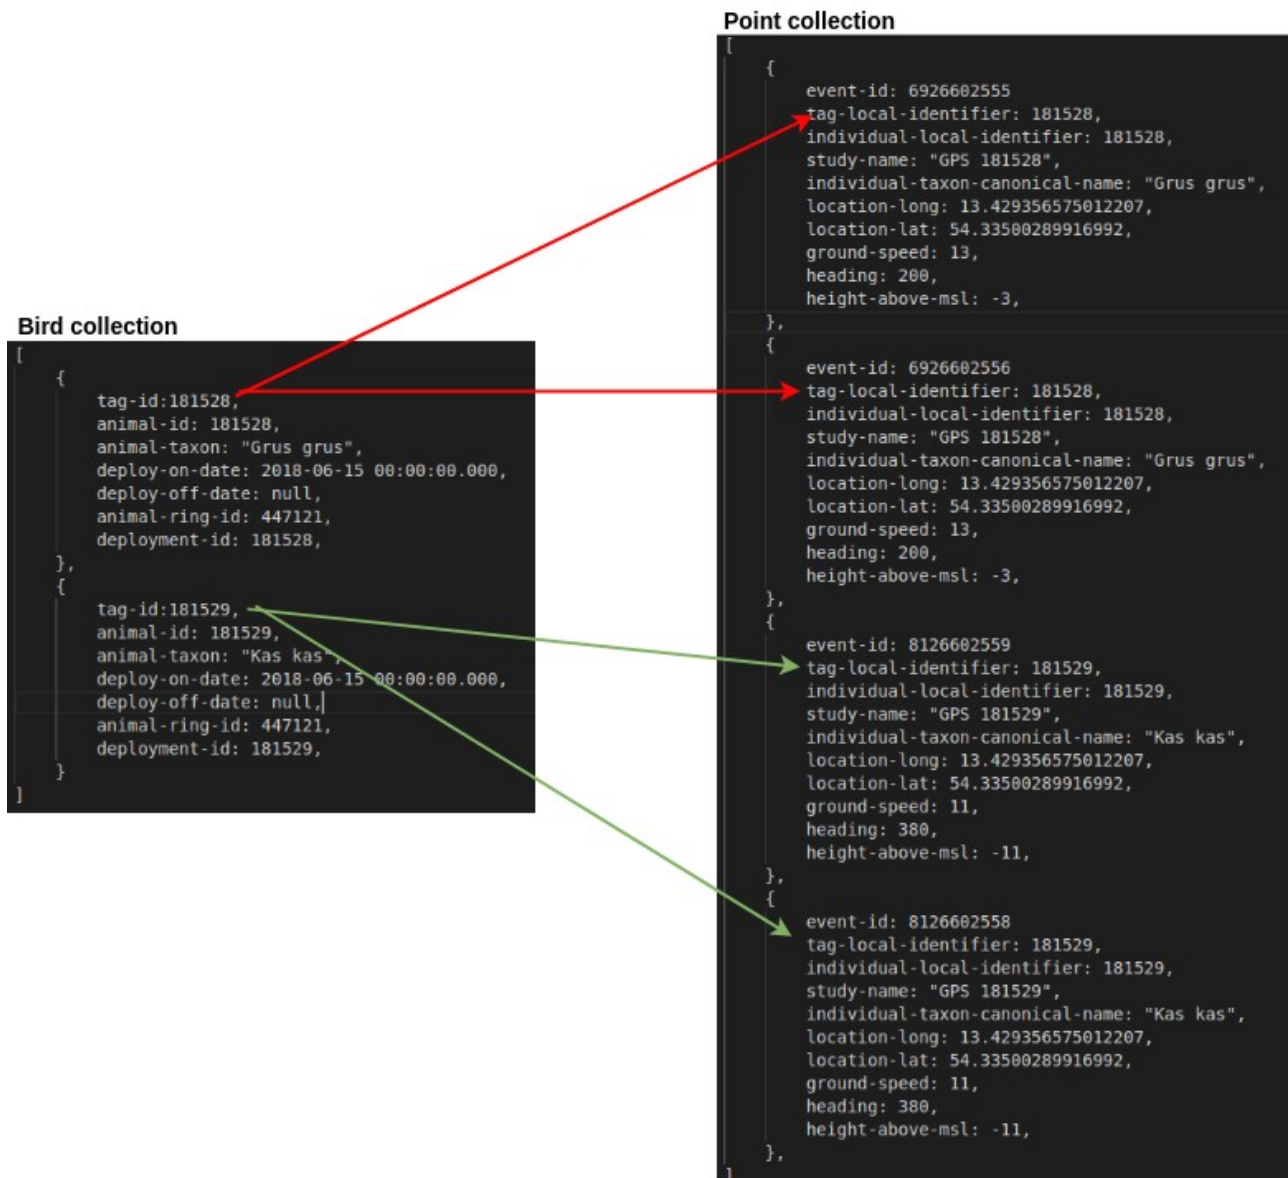 Bird collection
[
{
tag-id:181528,
animal-id: 181528,
animal-taxon: "Grus grus",
deploy-on-date: 2018-06-15 00:00:00.000,
deploy-off-date: null,
animal-ring-id: 447121,
deployment-id: 181528,
},
{
tag-id:181529,
animal-id: 181529,
animal-taxon: "Kas kas",
deploy-on-date: 2018-06-15 00:00:00.000,
deploy-off-date: null,
animal-ring-id: 447121,
deployment-id: 181529,
}
]
Point collection
[
{
event-id: 6926602555
tag-local-identifier: 181528,
individual-local-identifier: 181528,
study-name: "GPS 181528",
individual-taxon-canonical-name: "Grus grus",
location-long: 13.429356575012207,
location-lat: 54.33500289916992,
ground-speed: 13,
heading: 200,
height-above-msl: -3,
},
{
event-id: 6926602556
tag-local-identifier: 181528,
individual-local-identifier: 181528,
study-name: "GPS 181528",
individual-taxon-canonical-name: "Grus grus",
location-long: 13.429356575012207,
location-lat: 54.33500289916992,
ground-speed: 13,
heading: 200,
height-above-msl: -3,
},
{
event-id: 8126602559
tag-local-identifier: 181529,
individual-local-identifier: 181529,
study-name: "GPS 181529",
individual-taxon-canonical-name: "Kas kas",
location-long: 13.429356575012207,
location-lat: 54.33500289916992,
ground-speed: 11,
heading: 380,
height-above-msl: -11,
},
{
event-id: 8126602558
tag-local-identifier: 181529,
individual-local-identifier: 181529,
study-name: "GPS 181529",
individual-taxon-canonical-name: "Kas kas",
location-long: 13.429356575012207,
location-lat: 54.33500289916992,
ground-speed: 11,
heading: 380,
height-above-msl: -11,
},
]